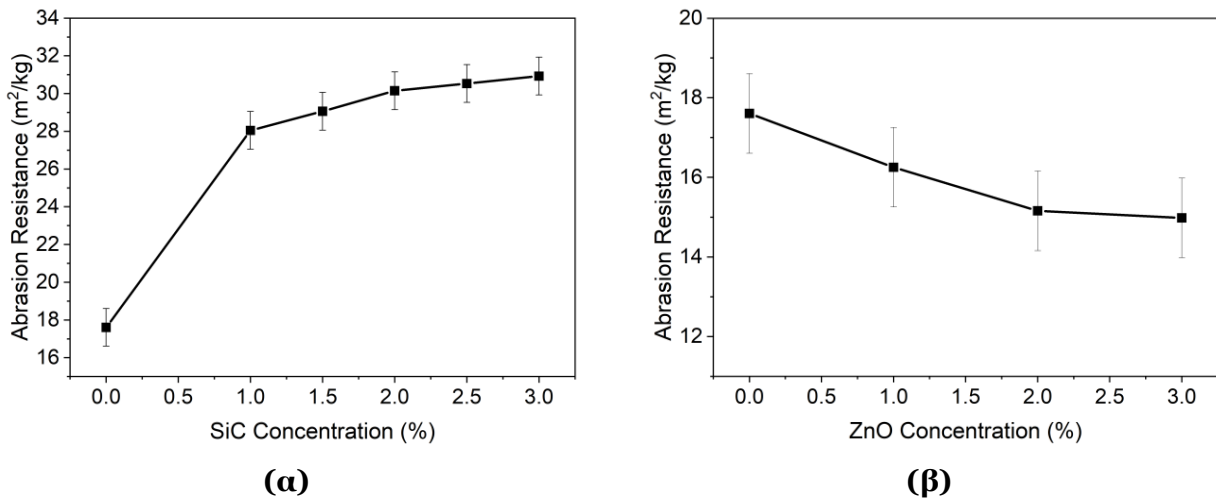 34
32
30
28
26
24
22
20
18
16
Abrasion Resistance (m²/kg)
0.0 0.5 1.0 1.5 2.0 2.5 3.0
SiC Concentration (%)
(α)
20
18
16
14
12
Abrasion Resistance (m²/kg)
0.0 0.5 1.0 1.5 2.0 2.5 3.0
ZnO Concentration (%)
(β)